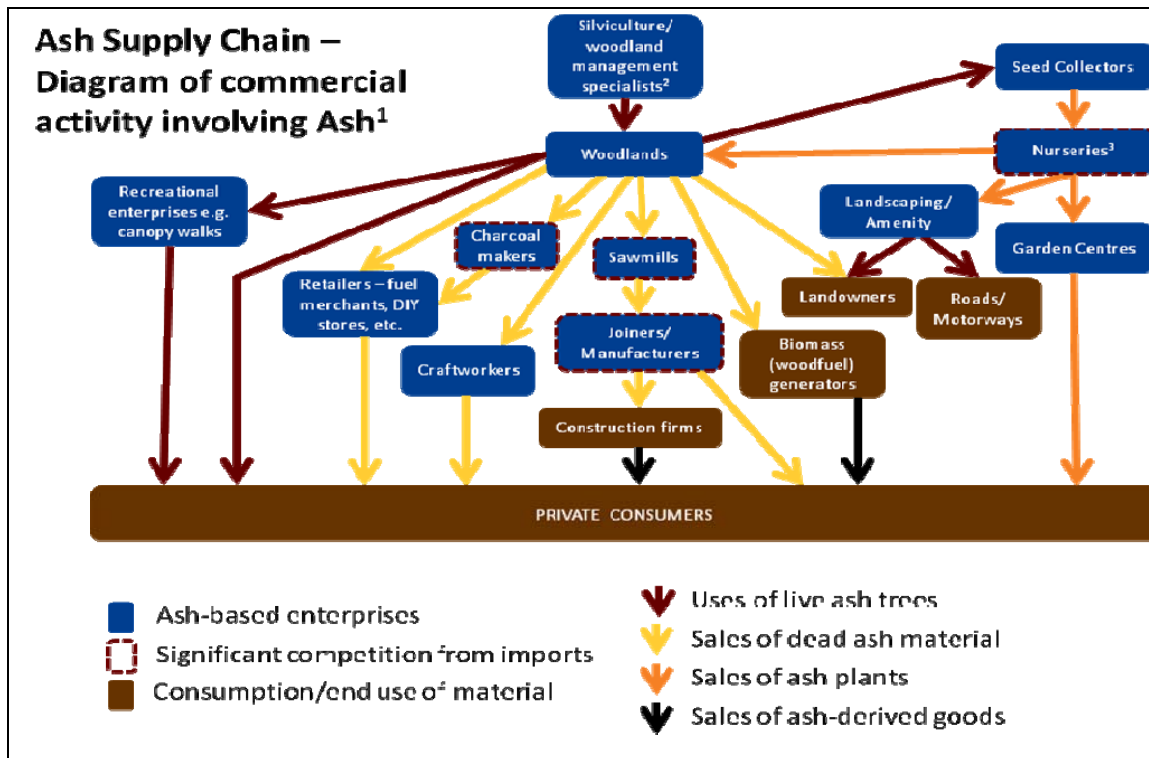 Ash Supply Chain –
Diagram of commercial
activity involving Ash¹
Silviculture/
woodland
management
specialists²
Seed Collectors
Woodlands
Nurseries³
Recreational
enterprises e.g.
canopy walks
Landscaping/
Amenity
Charcoal
makers
Sawmills
Garden Centres
Retailers – fuel
merchants, DIY
stores, etc.
Landowners
Roads/
Motorways
Joiners/
Manufacturers
Biomass
(woodfuel)
generators
Craftworkers
Construction firms
PRIVATE CONSUMERS
Ash-based enterprises
Significant competition from imports
Consumption/end use of material
Uses of live ash trees
Sales of dead ash material
Sales of ash plants
Sales of ash-derived goods